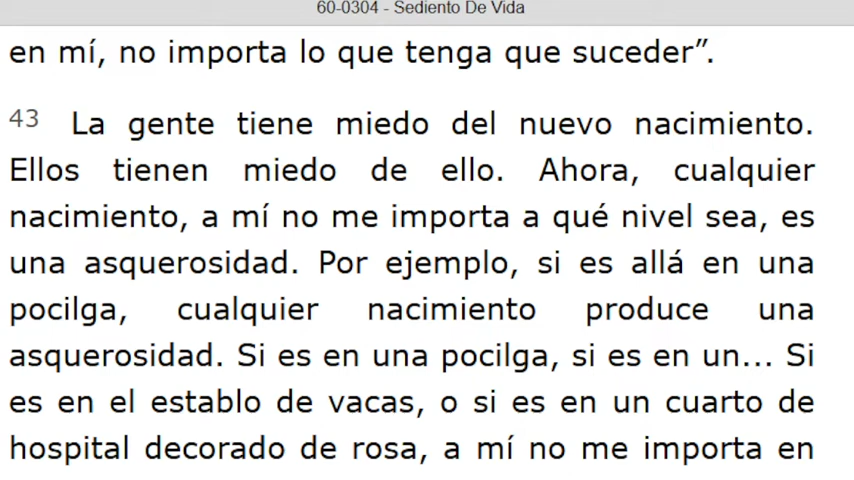 60-0304 - Sediento De Vida
en mí, no importa lo que tenga que suceder”.
43 La gente tiene miedo del nuevo nacimiento.
Ellos tienen miedo de ello. Ahora, cualquier
nacimiento, a mí no me importa a qué nivel sea, es
una asquerosidad. Por ejemplo, si es allá en una
pocilga, cualquier nacimiento produce una
asquerosidad. Si es en una pocilga, si es en un... Si
es en el establo de vacas, o si es en un cuarto de
hospital decorado de rosa, a mí no me importa en